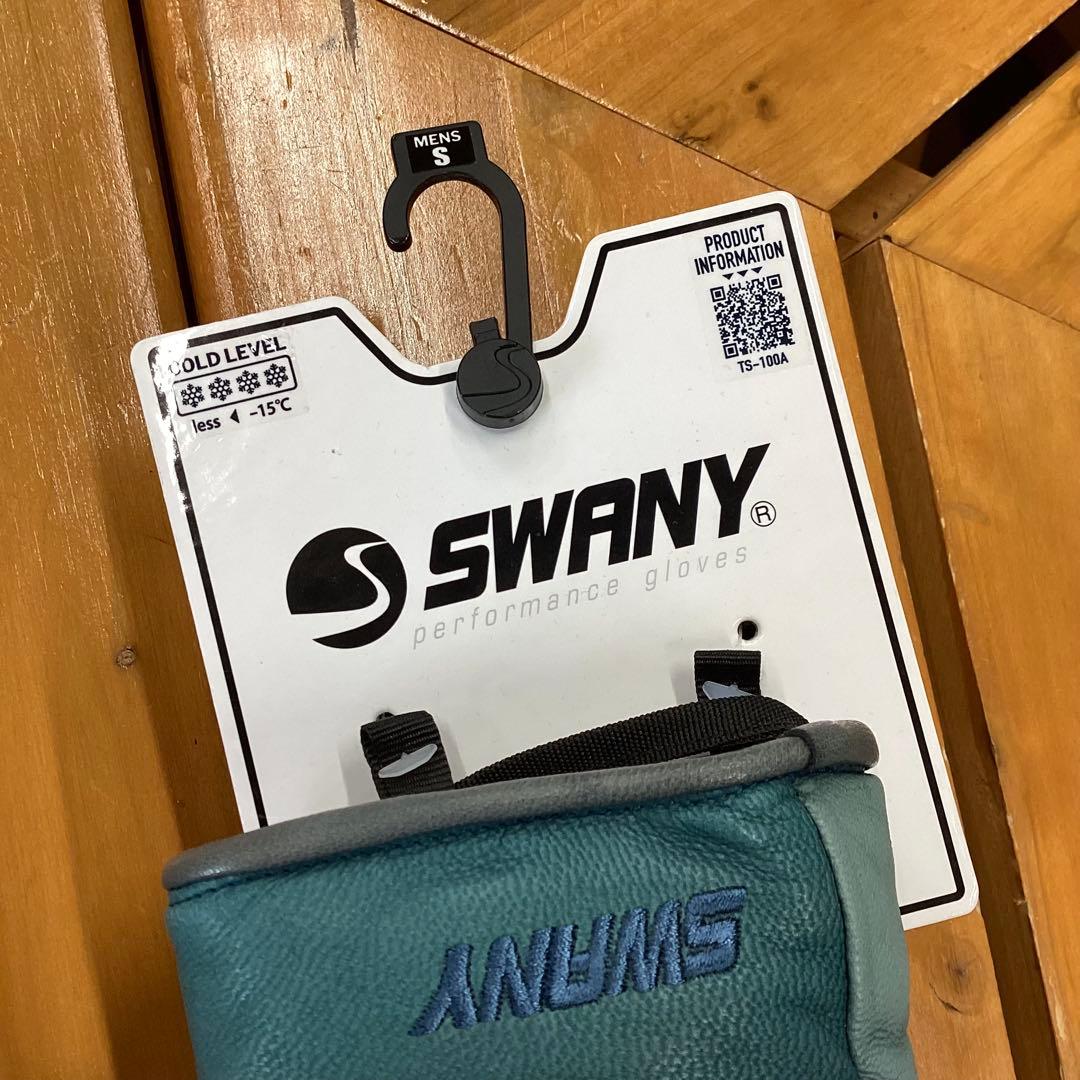 MENS
S
PRODUCT
INFORMATION
TS-100A
COLD LEVEL
less ◀ -15℃
SWANY®
performance gloves
SWANY